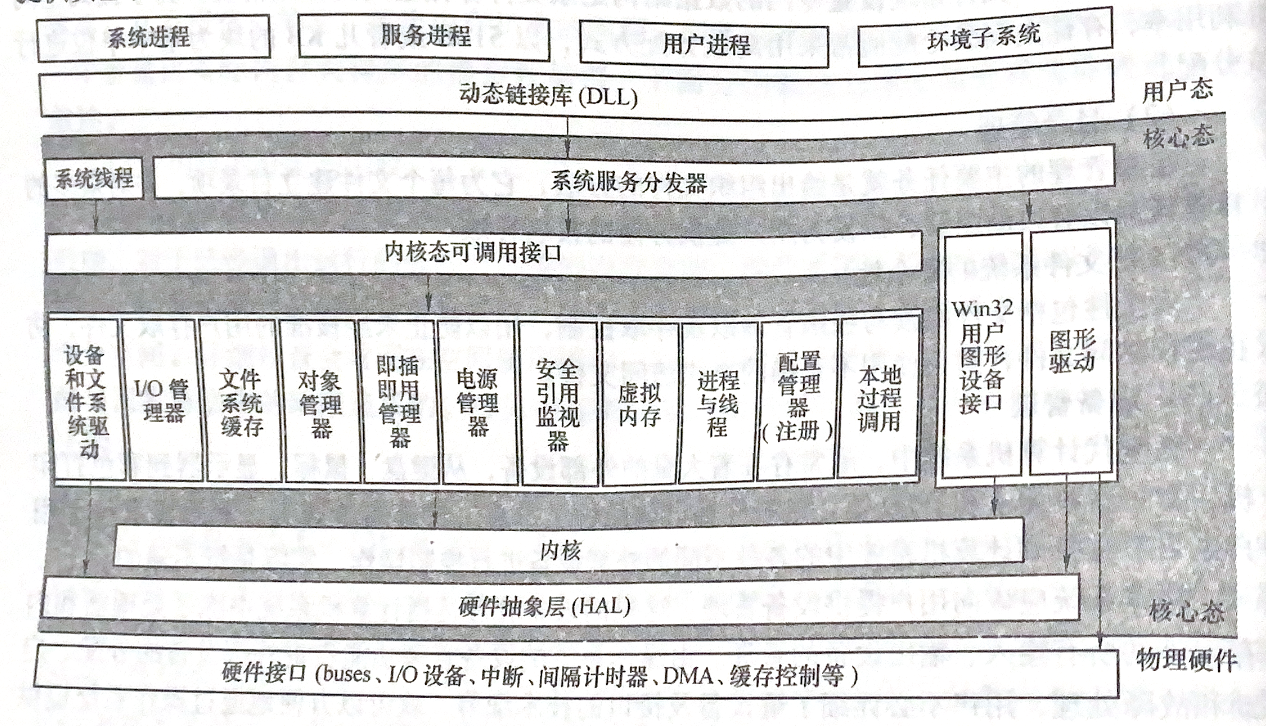 系统进程
服务进程
用户进程
环境子系统
动态链接库 (DLL)
用户态
核心态
系统线程
系统服务分发器
内核态可调用接口
设备
和文
件系
统驱动
I/O 管
理器
文件
系统
缓存
对象
管理
器
即插
即用
管理
器
电源
管理
器
安全
引用
监视
器
虚拟
内存
进程
与线
程
配置
管理
器
( 注册 )
本地
过程
调用
Win32
用户
图形
设备
接口
图形
驱动
内核
硬件抽象层 (HAL)
核心态
物理硬件
硬件接口 (buses、I/O 设备、中断、间隔计时器、DMA、缓存控制等 )